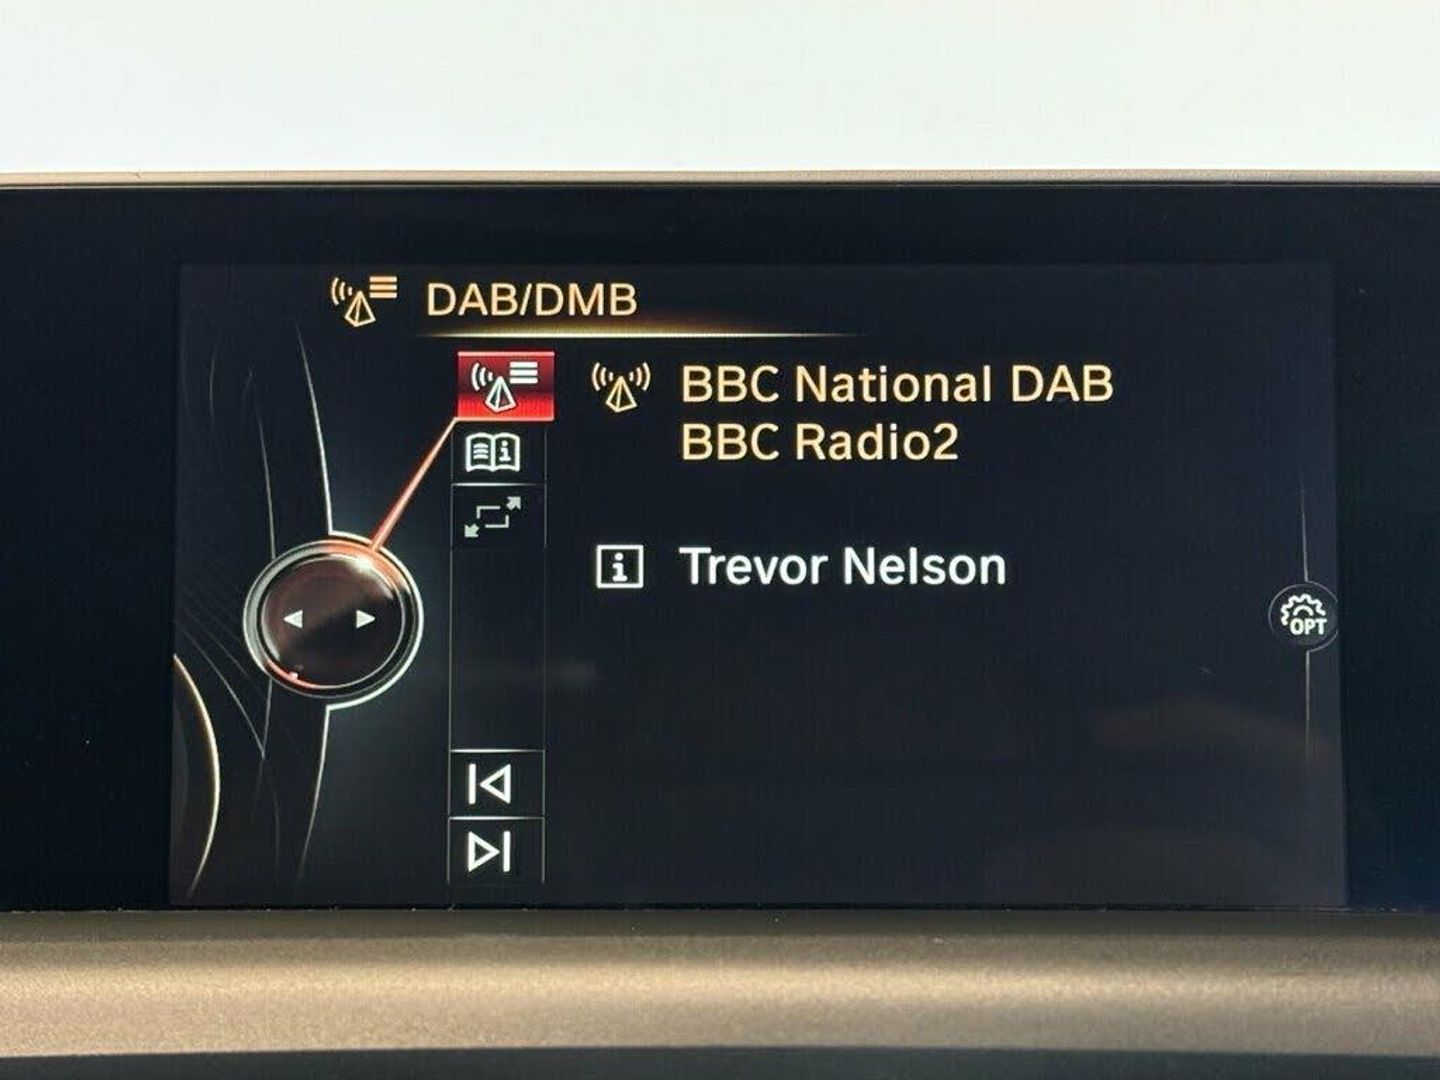 DAB/DMB
BBC National DAB
BBC Radio2
Trevor Nelson
OPT